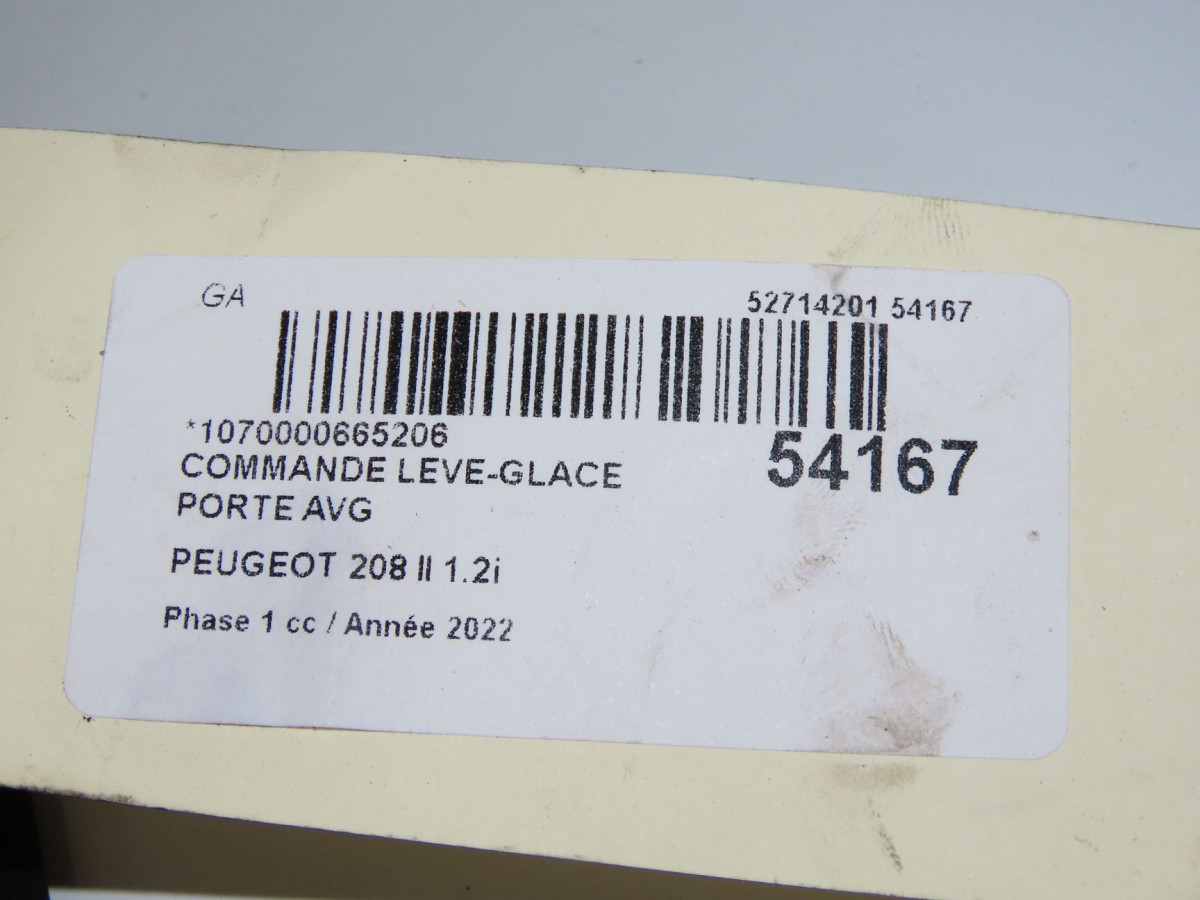 GA
52714201 54167
*1070000665206
54167
COMMANDE LEVE-GLACE
PORTE AVG
PEUGEOT 208 II 1.2i
Phase 1 cc / Année 2022